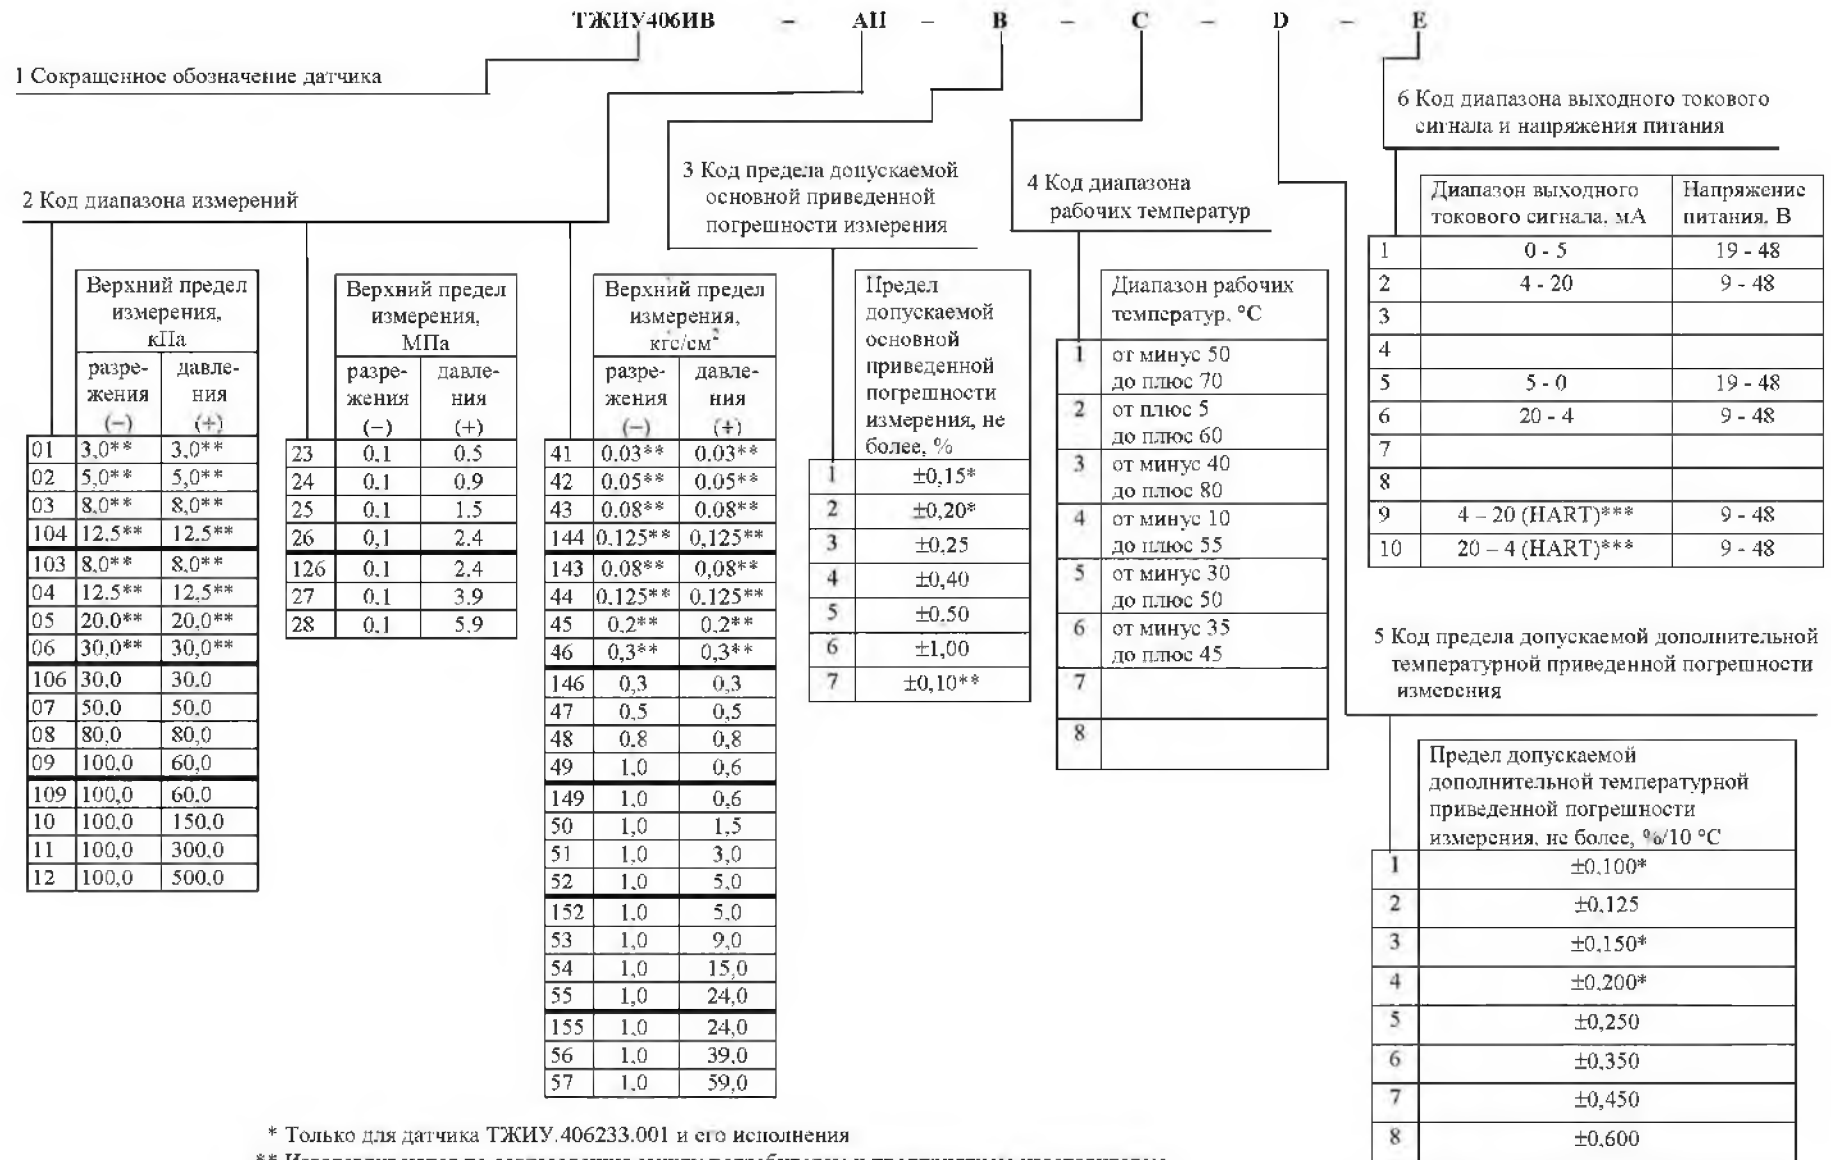 ТЖИУ406ИВ – АП – В – С – D – Е
1 Сокращенное обозначение датчика
2 Код диапазона измерений
Верхний предел измерения, кПа
разре-жения (−) давле-ния (+)
01 3,0** 3,0**
02 5,0** 5,0**
03 8,0** 8,0**
104 12,5** 12,5**
103 8,0** 8,0**
04 12,5** 12,5**
05 20,0** 20,0**
06 30,0** 30,0**
106 30,0 30,0
07 50,0 50,0
08 80,0 80,0
09 100,0 60,0
109 100,0 60,0
10 100,0 150,0
11 100,0 300,0
12 100,0 500,0
Верхний предел измерения, МПа
разре-жения (−) давле-ния (+)
23 0,1 0,5
24 0,1 0,9
25 0,1 1,5
26 0,1 2,4
126 0,1 2,4
27 0,1 3,9
28 0,1 5,9
Верхний предел измерения, кгс/см²
разре-жения (−) давле-ния (+)
41 0,03** 0,03**
42 0,05** 0,05**
43 0,08** 0,08**
144 0,125** 0,125**
143 0,08** 0,08**
44 0,125** 0,125**
45 0,2** 0,2**
46 0,3** 0,3**
146 0,3 0,3
47 0,5 0,5
48 0,8 0,8
49 1,0 0,6
149 1,0 0,6
50 1,0 1,5
51 1,0 3,0
52 1,0 5,0
152 1,0 5,0
53 1,0 9,0
54 1,0 15,0
55 1,0 24,0
155 1,0 24,0
56 1,0 39,0
57 1,0 59,0
3 Код предела допускаемой
основной приведенной
погрешности измерения
Предел
допускаемой
основной
приведенной
погрешности
измерения, не
более, %
1 ±0,15*
2 ±0,20*
3 ±0,25
4 ±0,40
5 ±0,50
6 ±1,00
7 ±0,10**
4 Код диапазона
рабочих температур
Диапазон рабочих
температур, °С
1 от минус 50
до плюс 70
2 от плюс 5
до плюс 60
3 от минус 40
до плюс 80
4 от минус 10
до плюс 55
5 от минус 30
до плюс 50
6 от минус 35
до плюс 45
7
8
6 Код диапазона выходного токового
сигнала и напряжения питания
Диапазон выходного токового сигнала, мА Напряжение питания, В
1 0 - 5 19 - 48
2 4 - 20 9 - 48
3
4
5 5 - 0 19 - 48
6 20 - 4 9 - 48
7
8
9 4 – 20 (HART)*** 9 - 48
10 20 – 4 (HART)*** 9 - 48
5 Код предела допускаемой дополнительной
температурной приведенной погрешности
измерения
Предел допускаемой
дополнительной температурной
приведенной погрешности
измерения, не более, %/10 °С
1 ±0,100*
2 ±0,125
3 ±0,150*
4 ±0,200*
5 ±0,250
6 ±0,350
7 ±0,450
8 ±0,600
* Только для датчика ТЖИУ.406233.001 и его исполнения